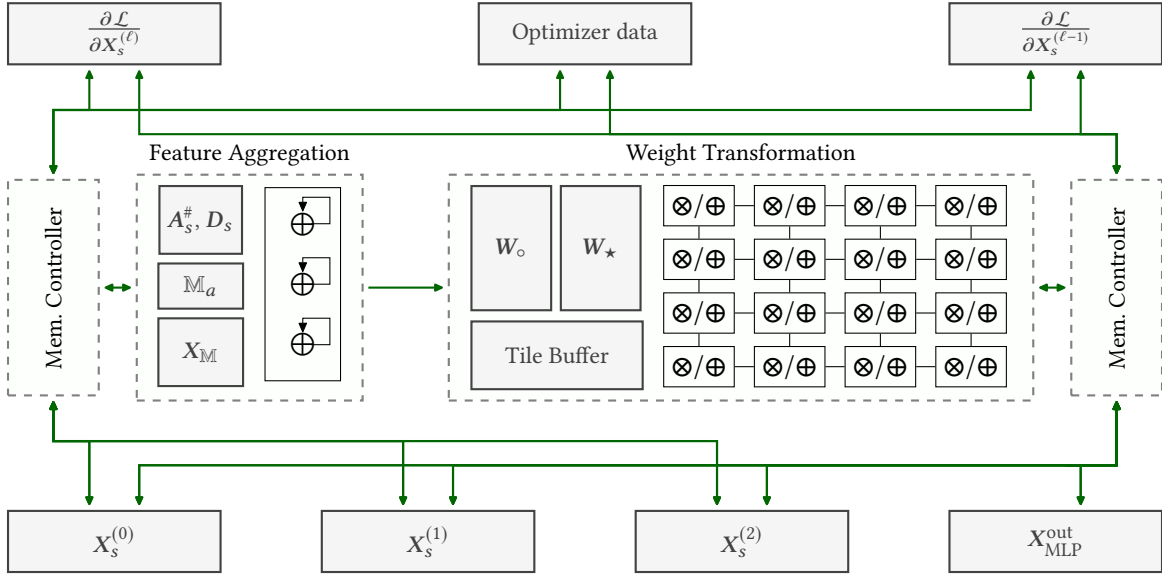 ∂ℒ / ∂X_s^(ℓ)
Optimizer data
∂ℒ / ∂X_s^(ℓ−1)
Feature Aggregation
Weight Transformation
Mem. Controller
A_s^#, D_s
𝕄_a
X_𝕄
⊕
⊕
⊕
W_○
W_★
Tile Buffer
⊗/⊕ ⊗/⊕ ⊗/⊕ ⊗/⊕
⊗/⊕ ⊗/⊕ ⊗/⊕ ⊗/⊕
⊗/⊕ ⊗/⊕ ⊗/⊕ ⊗/⊕
⊗/⊕ ⊗/⊕ ⊗/⊕ ⊗/⊕
Mem. Controller
X_s^(0)
X_s^(1)
X_s^(2)
X_MLP^out